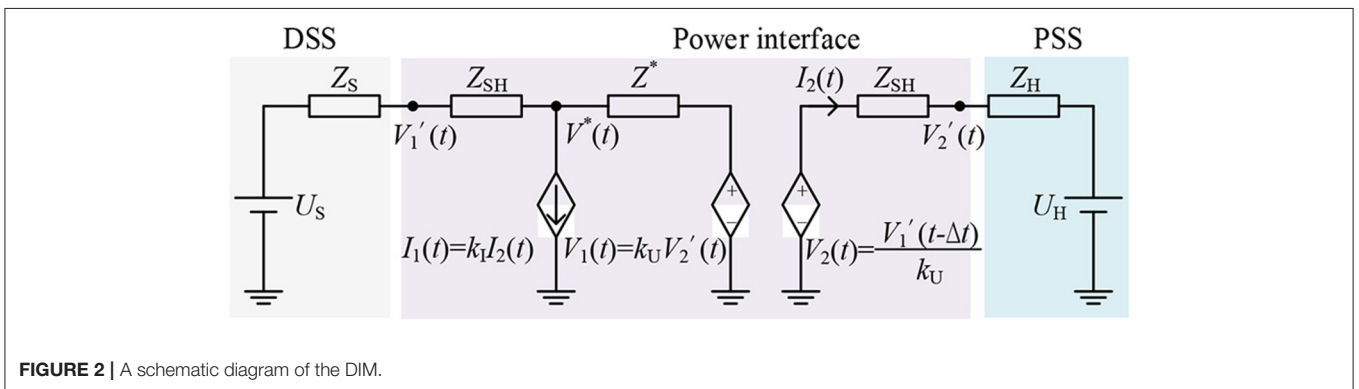 DSS
Power interface
PSS
Z_S
Z_SH
Z^*
I_2(t)
Z_SH
Z_H
V_1′(t)
V^*(t)
V_2′(t)
U_S
+
−
+
−
U_H
I_1(t)=k_I I_2(t)
V_1(t)=k_U V_2′(t)
V_2(t)=V_1′(t-Δt)/k_U
FIGURE 2 | A schematic diagram of the DIM.